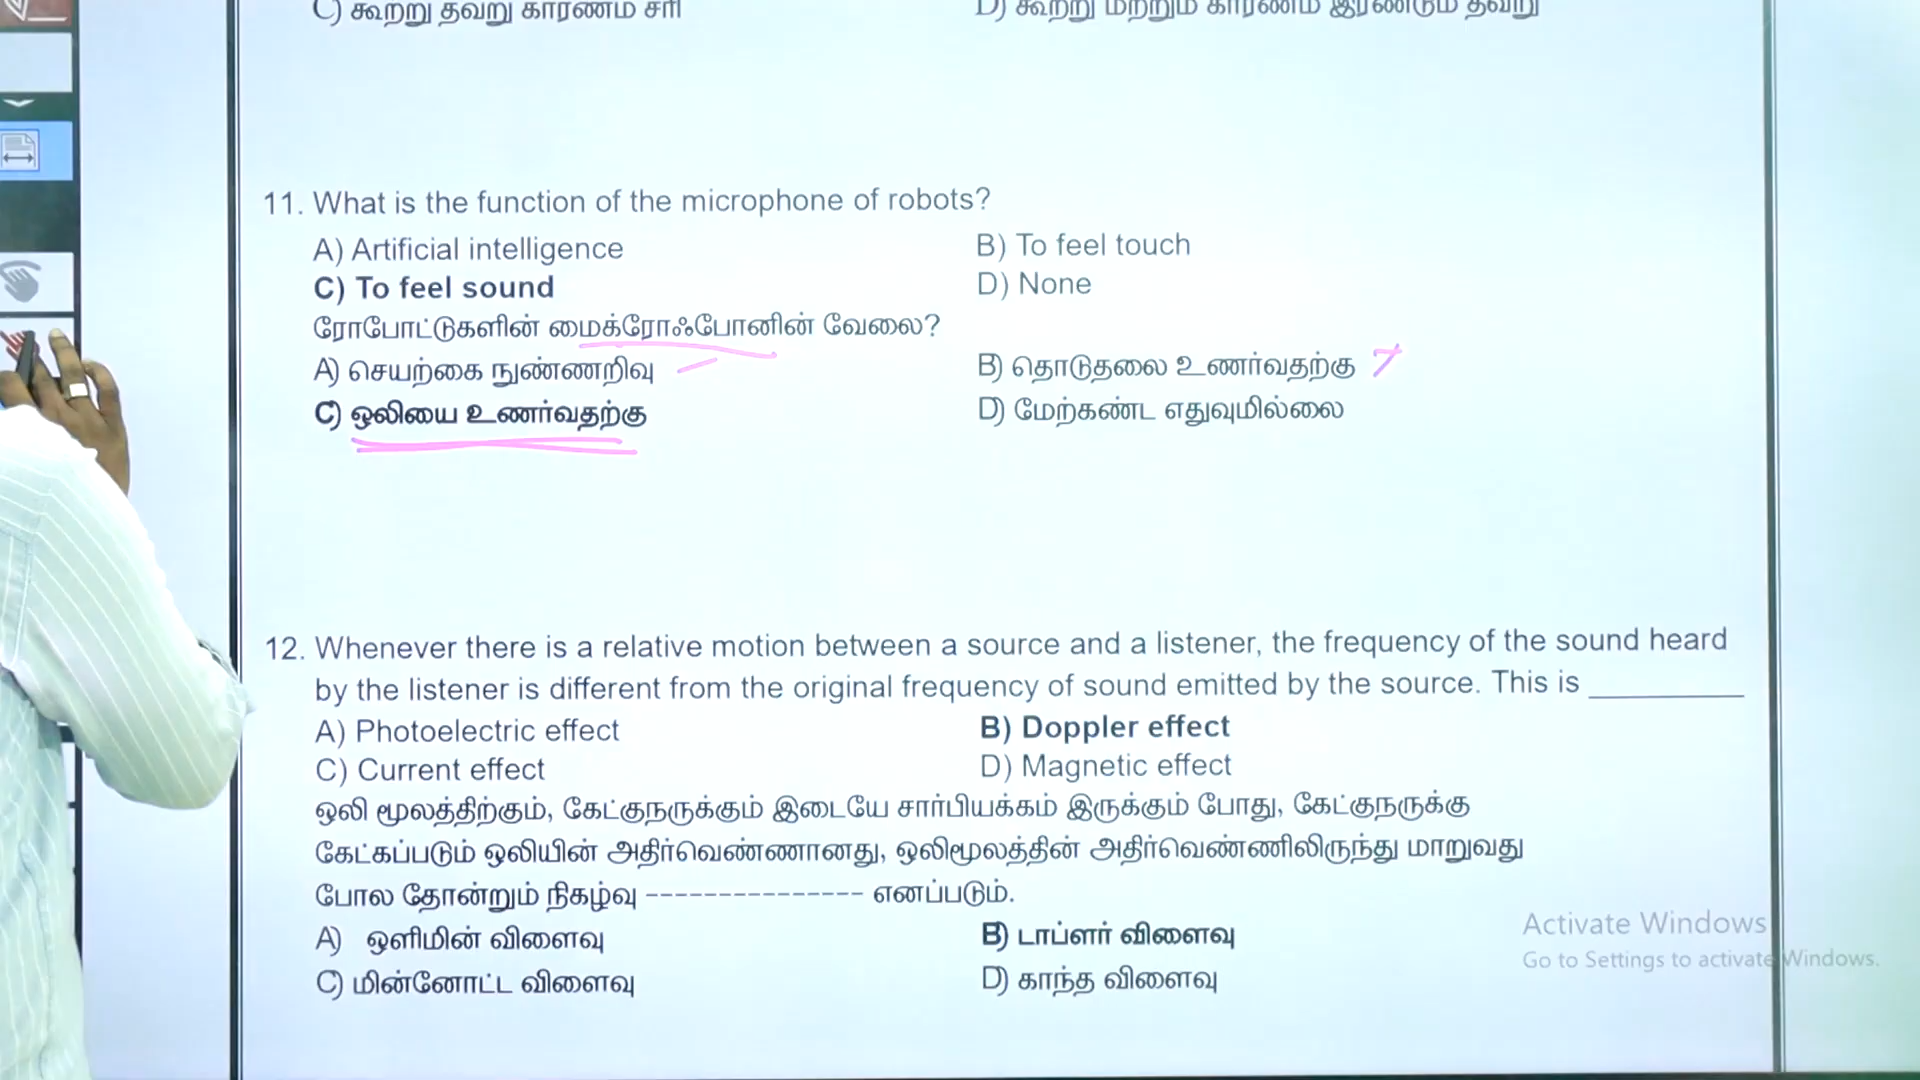 C) கூற்று தவறு காரணம் சரி
D) கூற்று மற்றும் காரணம் இரண்டும் தவறு
11. What is the function of the microphone of robots?
A) Artificial intelligence
B) To feel touch
C) To feel sound
D) None
ரோபோட்டுகளின் மைக்ரோஃபோனின் வேலை?
A) செயற்கை நுண்ணறிவு
B) தொடுதலை உணர்வதற்கு
C) ஒலியை உணர்வதற்கு
D) மேற்கண்ட எதுவுமில்லை
12. Whenever there is a relative motion between a source and a listener, the frequency of the sound heard
by the listener is different from the original frequency of sound emitted by the source. This is __________
A) Photoelectric effect
B) Doppler effect
C) Current effect
D) Magnetic effect
ஒலி மூலத்திற்கும், கேட்குநருக்கும் இடையே சார்பியக்கம் இருக்கும் போது, கேட்குநருக்கு
கேட்கப்படும் ஒலியின் அதிர்வெண்ணானது, ஒலிமூலத்தின் அதிர்வெண்ணிலிருந்து மாறுவது
போல தோன்றும் நிகழ்வு --------------- எனப்படும்.
A) ஒளிமின் விளைவு
B) டாப்ளர் விளைவு
C) மின்னோட்ட விளைவு
D) காந்த விளைவு
Activate Windows
Go to Settings to activate Windows.